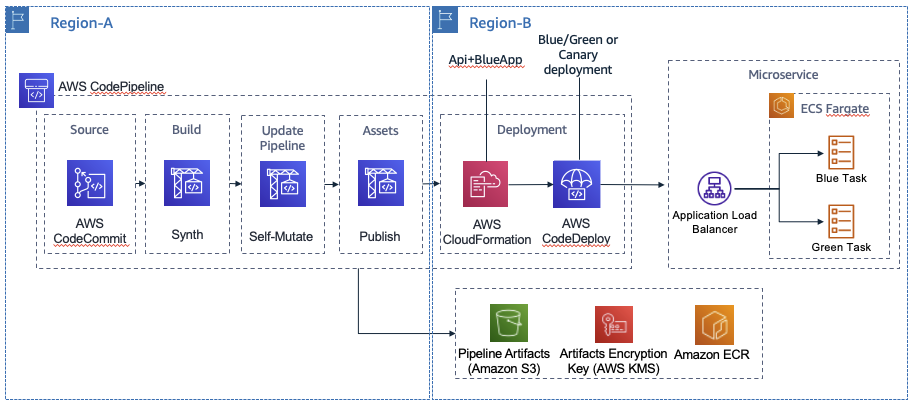 Region-A
Region-B
Api+BlueApp
Blue/Green or
Canary
deployment
Microservice
AWS CodePipeline
ECS Fargate
Source
Build
Update
Pipeline
Assets
Deployment
Blue Task
AWS
CodeCommit
Synth
Self-Mutate
Publish
AWS
CloudFormation
AWS
CodeDeploy
Application Load
Balancer
Green Task
Pipeline Artifacts
(Amazon S3)
Artifacts Encryption
Key (AWS KMS)
Amazon ECR